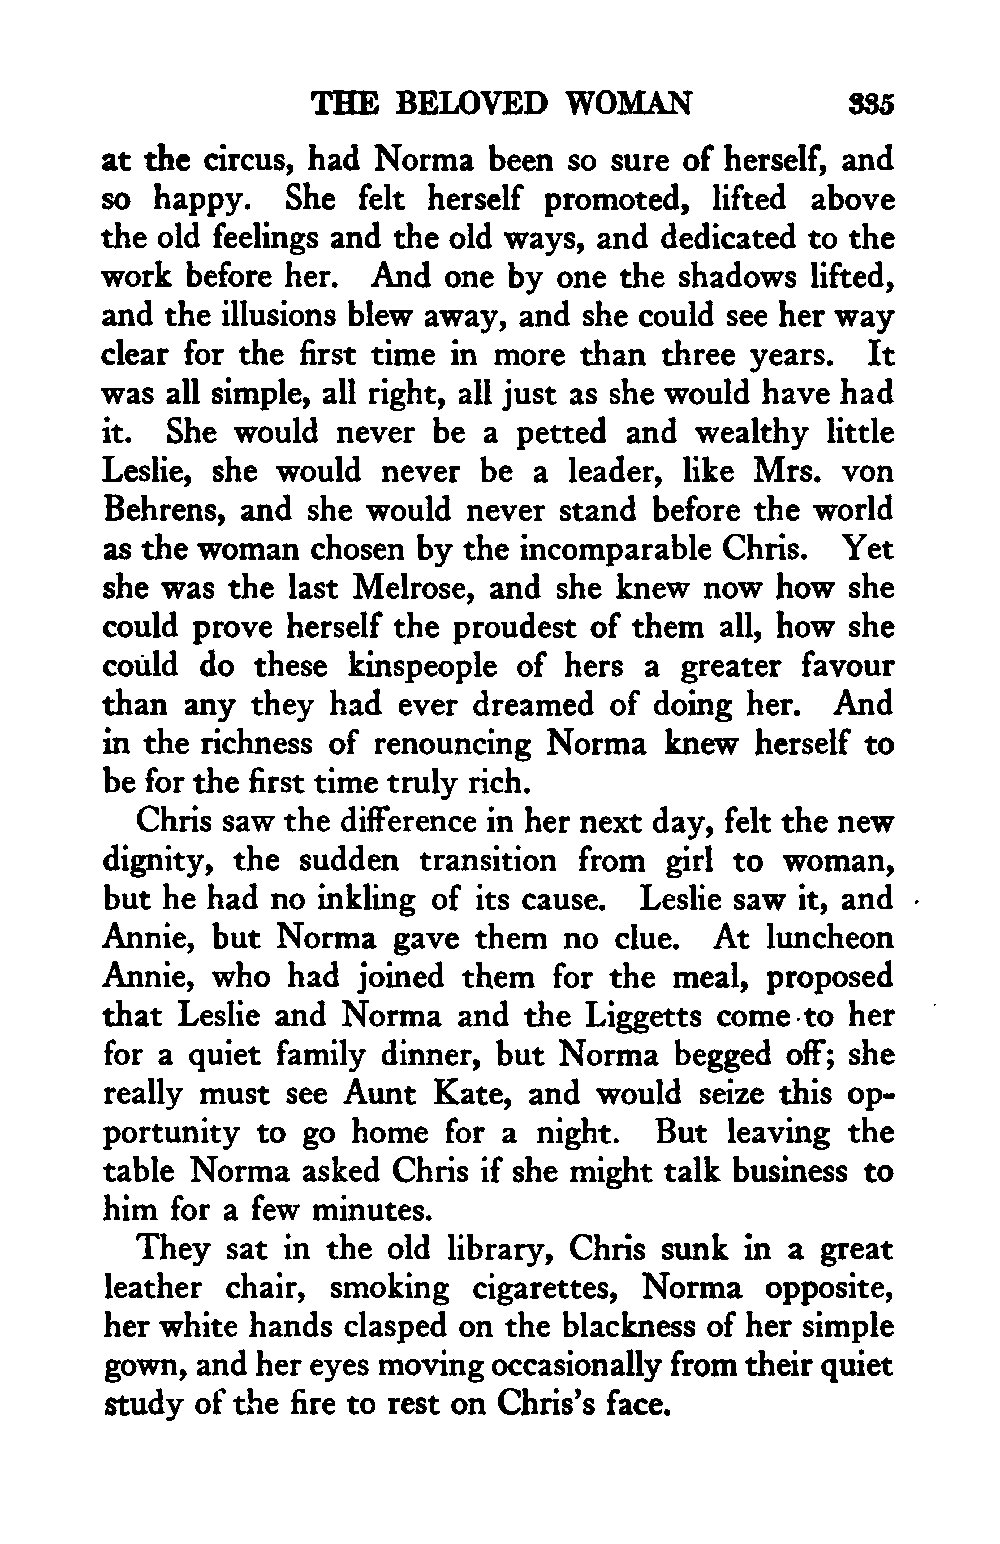 THE BELOVED WOMAN 335
at the circus, had Norma been so sure of herself, and
so happy. She felt herself promoted, lifted above
the old feelings and the old ways, and dedicated to the
work before her. And one by one the shadows lifted,
and the illusions blew away, and she could see her way
clear for the first time in more than three years. It
was all simple, all right, all just as she would have had
it. She would never be a petted and wealthy little
Leslie, she would never be a leader, like Mrs. von
Behrens, and she would never stand before the world
as the woman chosen by the incomparable Chris. Yet
she was the last Melrose, and she knew now how she
could prove herself the proudest of them all, how she
could do these kinspeople of hers a greater favour
than any they had ever dreamed of doing her. And
in the richness of renouncing Norma knew herself to
be for the first time truly rich.
Chris saw the difference in her next day, felt the new
dignity, the sudden transition from girl to woman,
but he had no inkling of its cause. Leslie saw it, and
Annie, but Norma gave them no clue. At luncheon
Annie, who had joined them for the meal, proposed
that Leslie and Norma and the Liggetts come to her
for a quiet family dinner, but Norma begged off; she
really must see Aunt Kate, and would seize this op-
portunity to go home for a night. But leaving the
table Norma asked Chris if she might talk business to
him for a few minutes.
They sat in the old library, Chris sunk in a great
leather chair, smoking cigarettes, Norma opposite,
her white hands clasped on the blackness of her simple
gown, and her eyes moving occasionally from their quiet
study of the fire to rest on Chris's face.